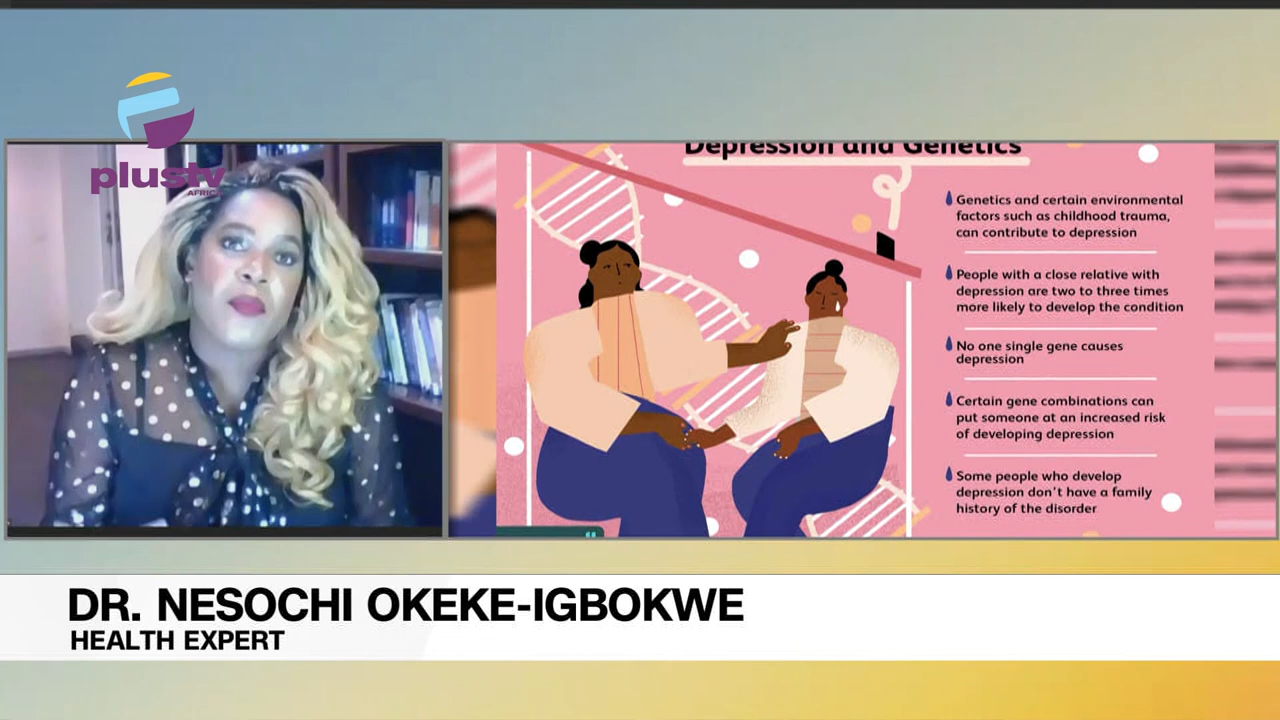 plustv
AFRICA
Depression and Genetics
Genetics and certain environmental
factors such as childhood trauma,
can contribute to depression
People with a close relative with
depression are two to three times
more likely to develop the condition
No one single gene causes
depression
Certain gene combinations can
put someone at an increased risk
of developing depression
Some people who develop
depression don't have a family
history of the disorder
DR. NESOCHI OKEKE-IGBOKWE
HEALTH EXPERT